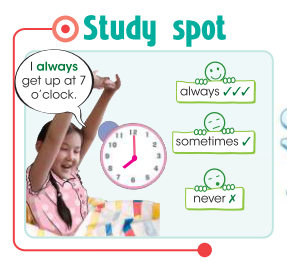 Study spot
I always
get up at 7
o'clock.
always ✓✓✓
sometimes ✓
never ✗